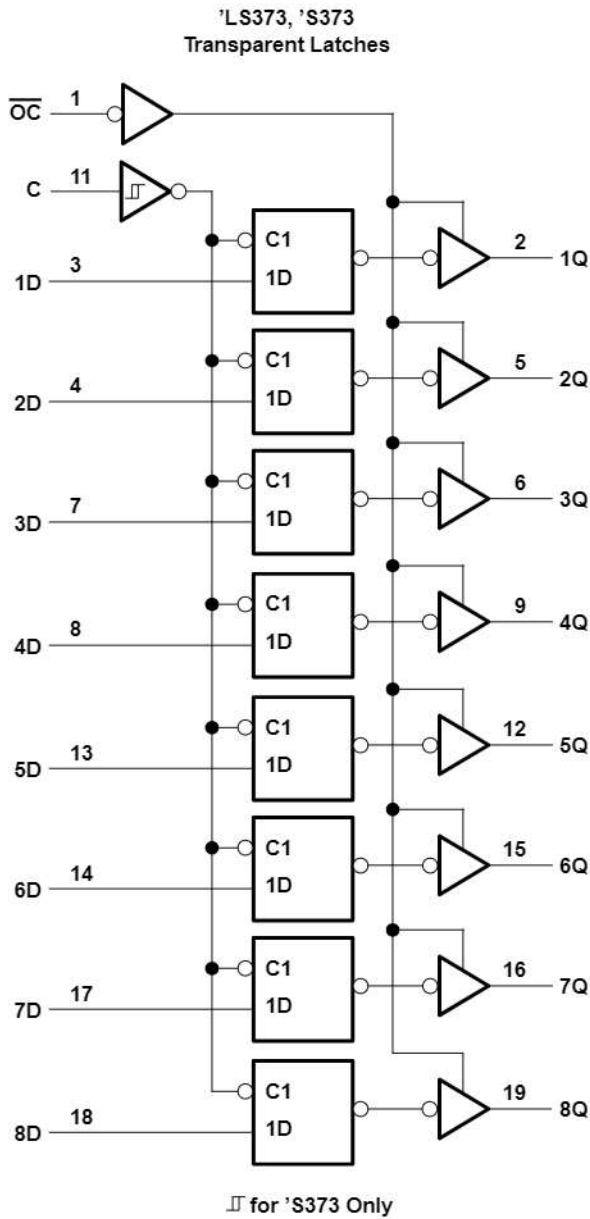 ’LS373, ’S373
Transparent Latches
OC 1
C 11
C1
1D 3 1D 2 1Q
C1
2D 4 1D 5 2Q
C1
3D 7 1D 6 3Q
C1
4D 8 1D 9 4Q
C1
5D 13 1D 12 5Q
C1
6D 14 1D 15 6Q
C1
7D 17 1D 16 7Q
C1
8D 18 1D 19 8Q
for ’S373 Only